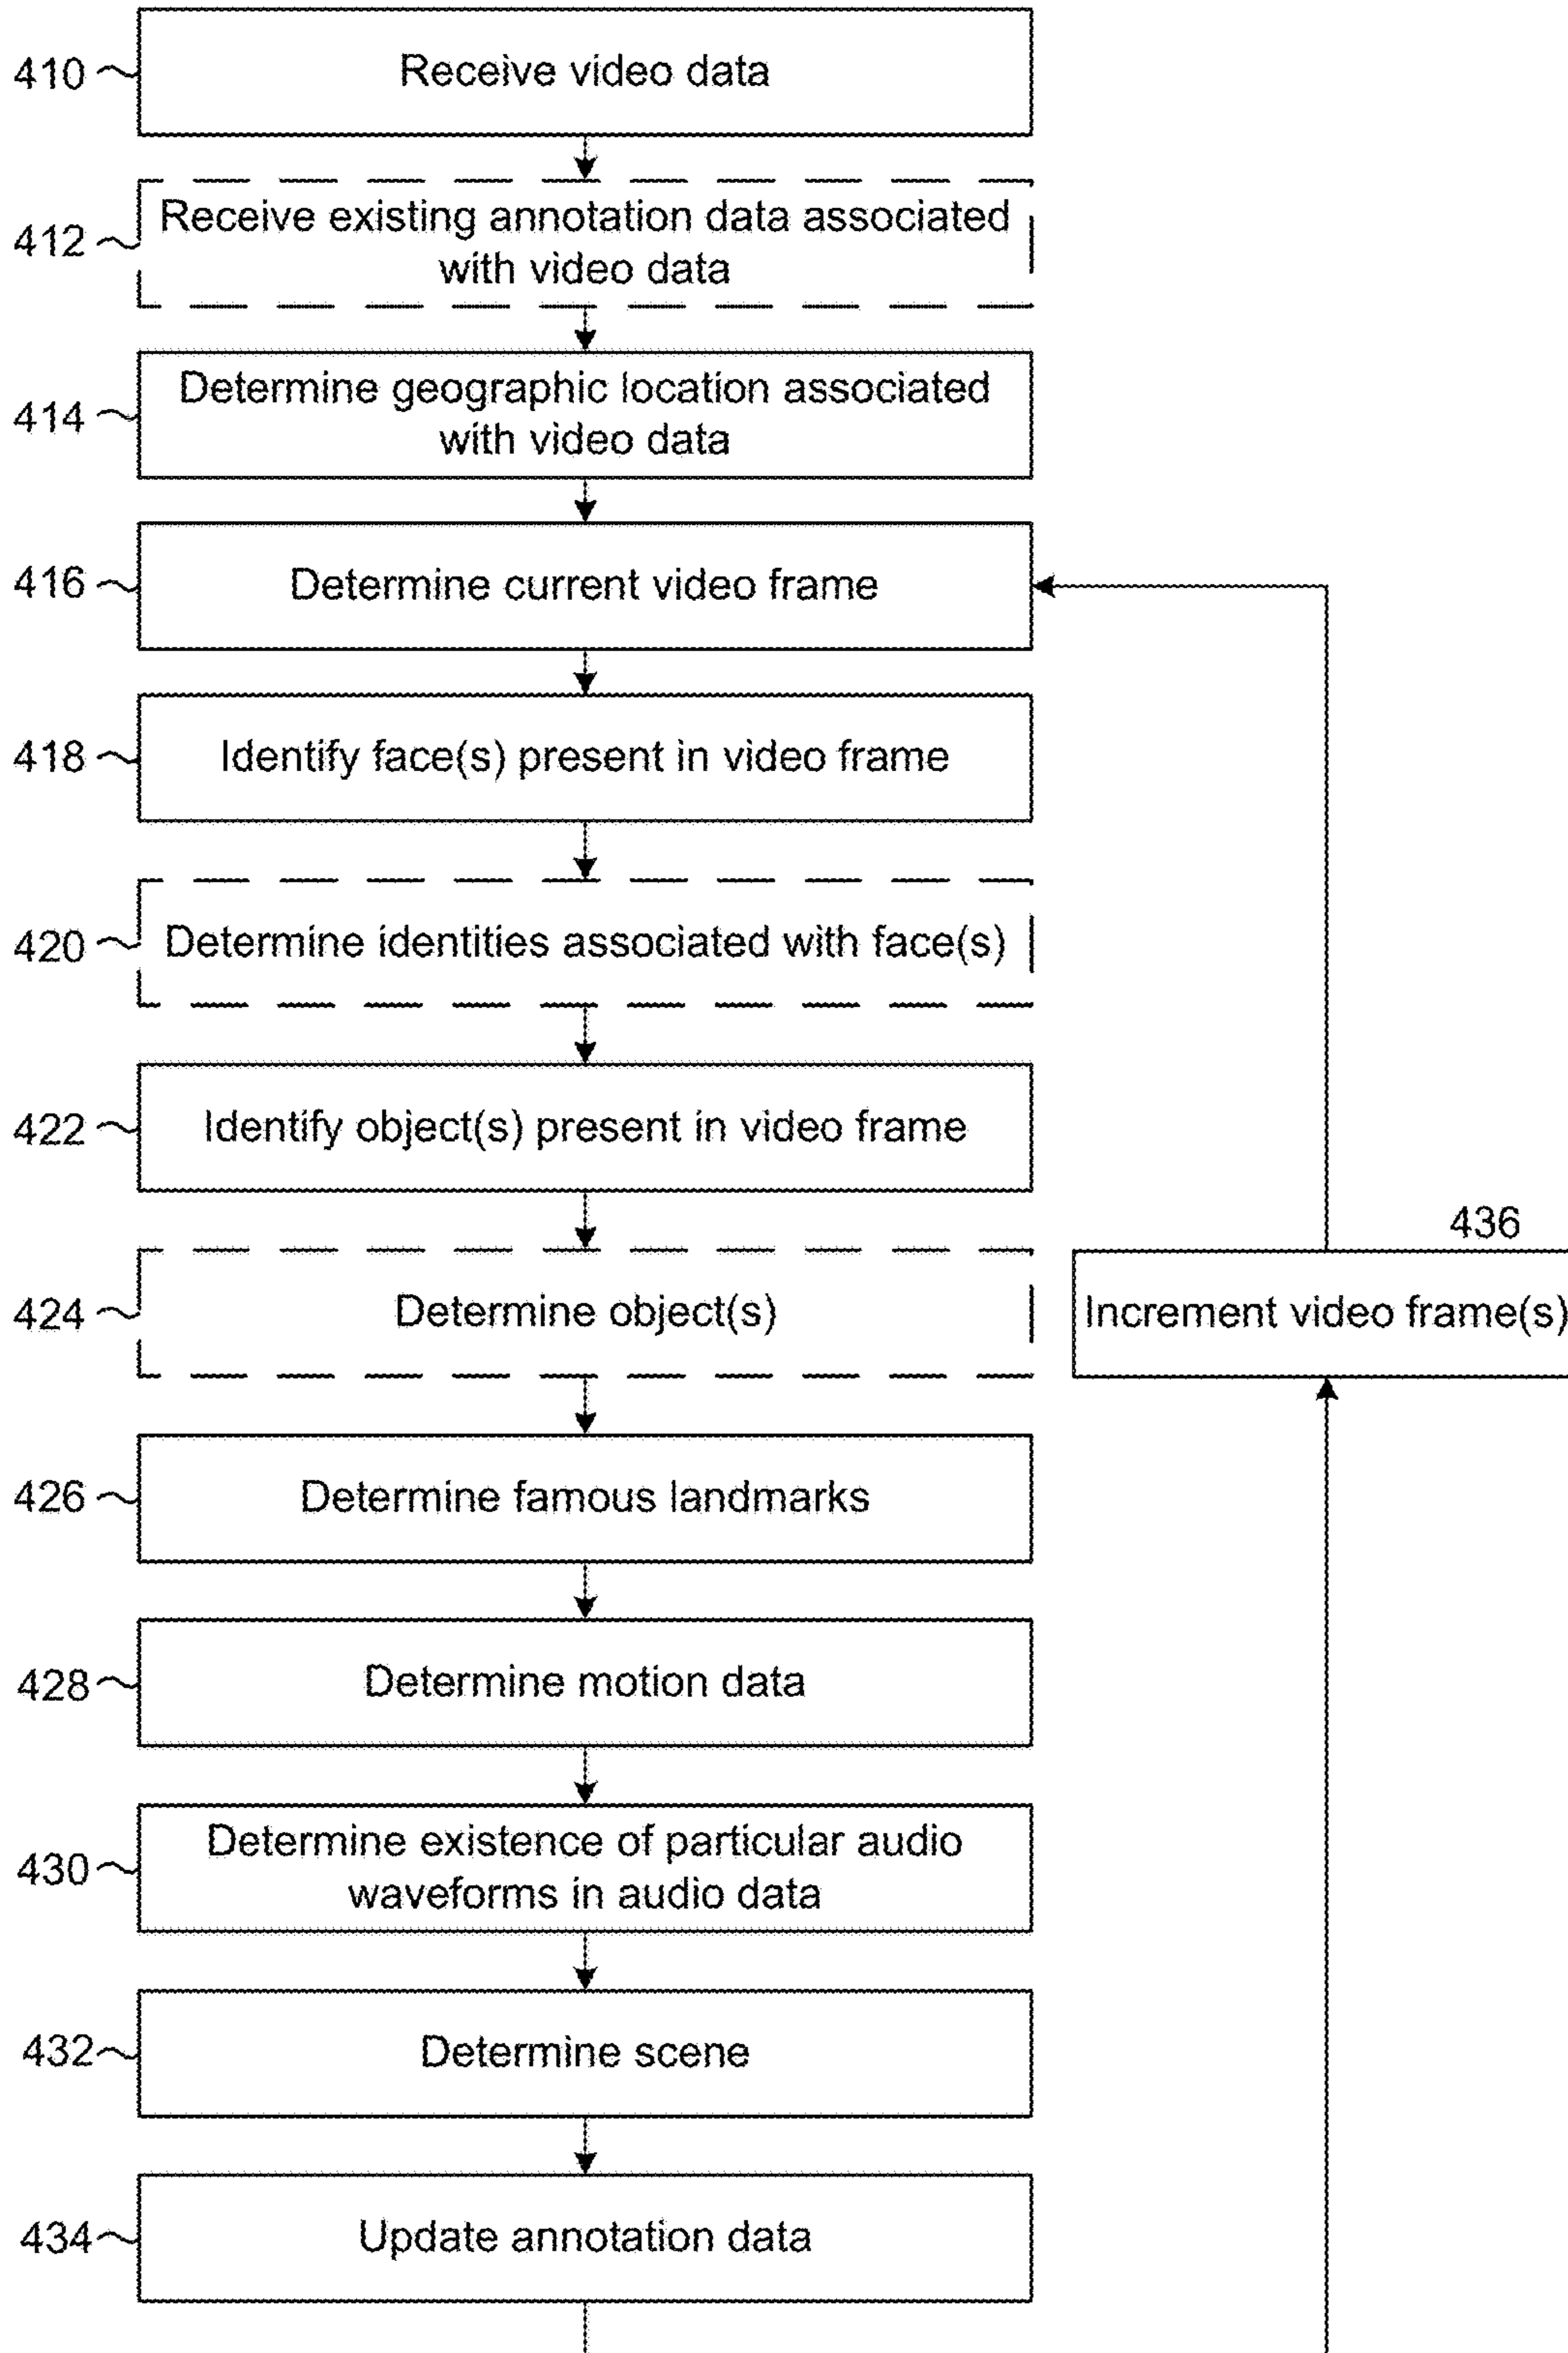 410
Receive video data
412
Receive existing annotation data associated
with video data
414
Determine geographic location associated
with video data
416
Determine current video frame
418
Identify face(s) present in video frame
420
Determine identities associated with face(s)
422
Identify object(s) present in video frame
436
424
Determine object(s)
Increment video frame(s)
426
Determine famous landmarks
428
Determine motion data
430
Determine existence of particular audio
waveforms in audio data
432
Determine scene
434
Update annotation data